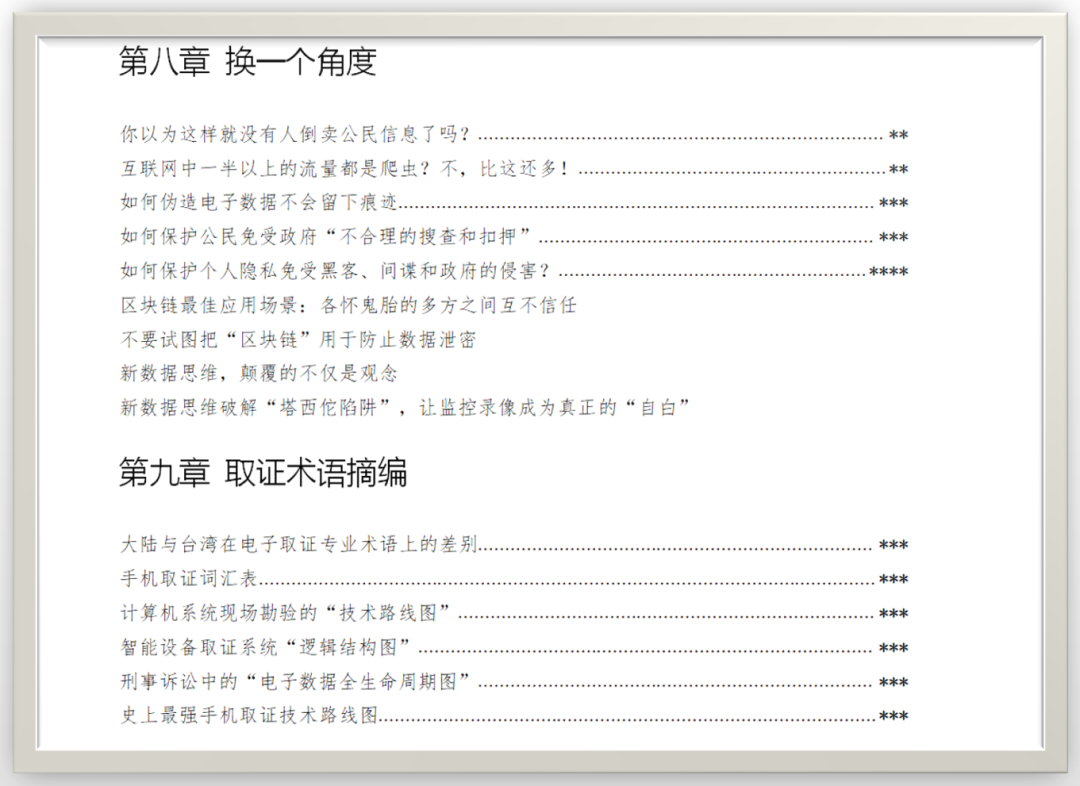 第八章 换一个角度
你以为这样就没有人倒卖公民信息了吗？.......................................................................... **
互联网中一半以上的流量都是爬虫？不，比这还多！........................................................ **
如何伪造电子数据不会留下痕迹........................................................................................ ***
如何保护公民免受政府“不合理的搜查和扣押”............................................................. ***
如何保护个人隐私免受黑客、间谍和政府的侵害？.......................................................... ****
区块链最佳应用场景：各怀鬼胎的多方之间互不信任
不要试图把“区块链”用于防止数据泄密
新数据思维，颠覆的不仅是观念
新数据思维破解“塔西佗陷阱”，让监控录像成为真正的“自白”
第九章 取证术语摘编
大陆与台湾在电子取证专业术语上的差别........................................................................ ***
手机取证词汇表.................................................................................................................. ***
计算机系统现场勘验的“技术路线图”............................................................................. ***
智能设备取证系统“逻辑结构图”.................................................................................... ***
刑事诉讼中的“电子数据全生命周期图”......................................................................... ***
史上最强手机取证技术路线图............................................................................................ ***